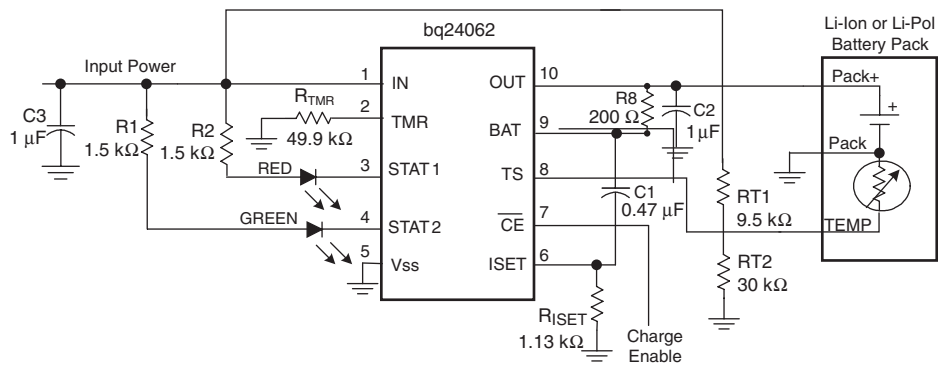 bq24062
Li-Ion or Li-Pol
Battery Pack
Input Power
1
IN
OUT
10
Pack+
C3
1 µF
R1
1.5 kΩ
R2
1.5 kΩ
RTMR
49.9 kΩ
2
TMR
R8
200 Ω
C2
1 µF
BAT
9
+
Pack
RED
3
STAT1
TS
8
C1
0.47 µF
RT1
9.5 kΩ
TEMP
GREEN
4
STAT2
CE
7
5
Vss
ISET
6
RT2
30 kΩ
RISET
1.13 kΩ
Charge
Enable